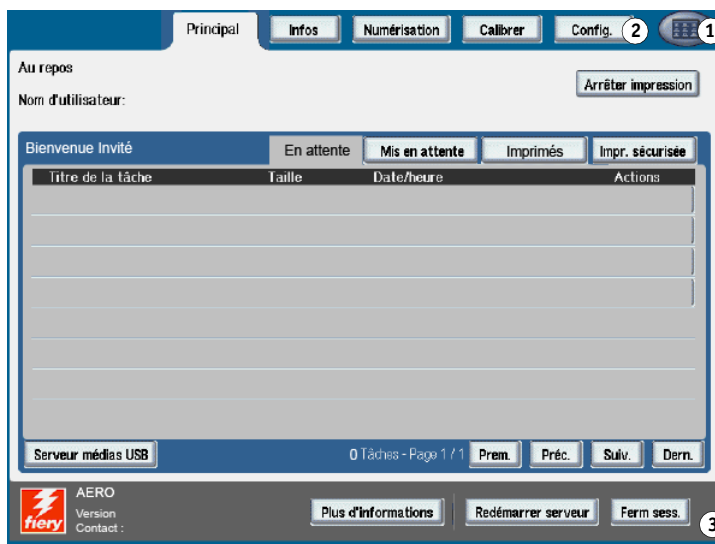 Principal Infos Numérisation Calibrer Config. 2 1
Au repos
Arrêter impression
Nom d'utilisateur:
Bienvenue Invité En attente Mis en attente Imprimés Impr. sécurisée
Titre de la tâche Taille Date/heure Actions
Serveur médias USB 0 Tâches - Page 1 / 1 Prem. Préc. Suiv. Dern.
AERO
Version
Contact :
fiery
Plus d'informations Redémarrer serveur Ferm sess. 3